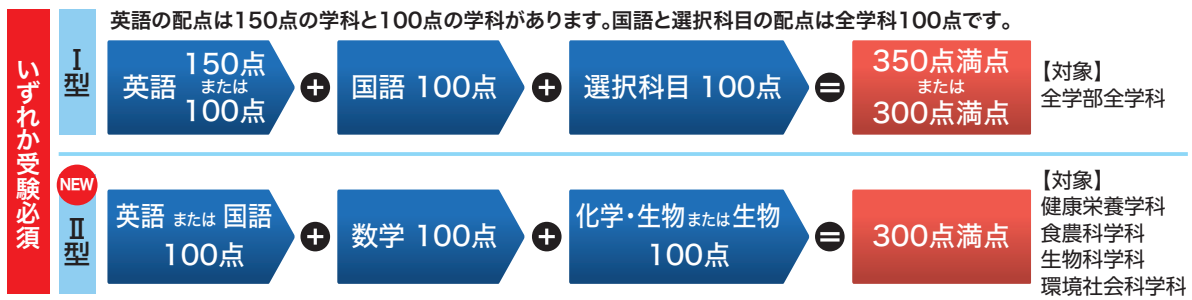 英語の配点は150点の学科と100点の学科があります。国語と選択科目の配点は全学科100点です。
いずれか受験必須
Ⅰ型
英語 150点
または
100点
+
国語 100点
+
選択科目 100点
=
350点満点
または
300点満点
【対象】
全学部全学科
NEW
Ⅱ型
英語 または 国語
100点
+
数学 100点
+
化学・生物または生物
100点
=
300点満点
【対象】
健康栄養学科
食農科学科
生物科学科
環境社会科学科